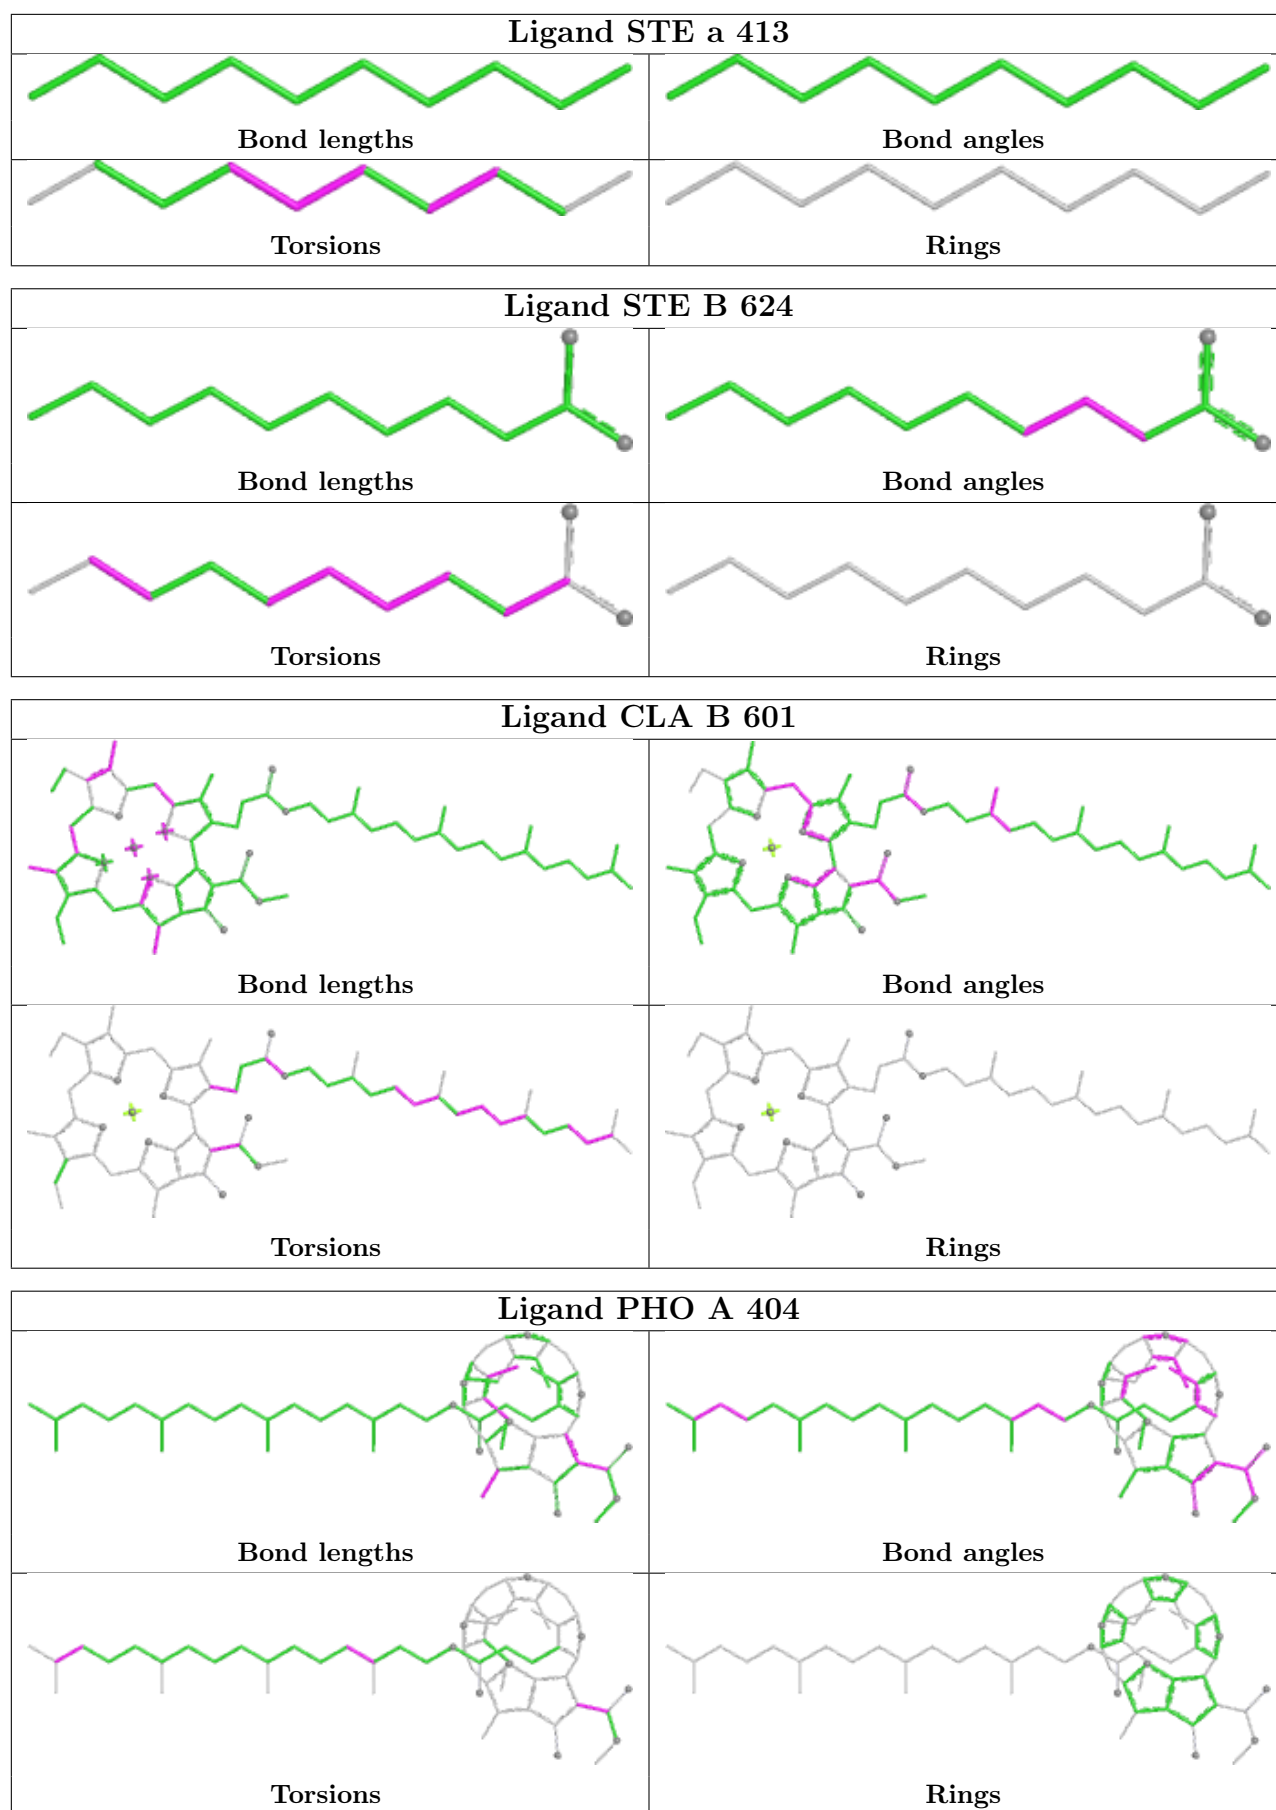 Ligand STE a 413
Bond lengths
Bond angles
Torsions
Rings
Ligand STE B 624
Bond lengths
Bond angles
Torsions
Rings
Ligand CLA B 601
Bond lengths
Bond angles
Torsions
Rings
Ligand PHO A 404
Bond lengths
Bond angles
Torsions
Rings